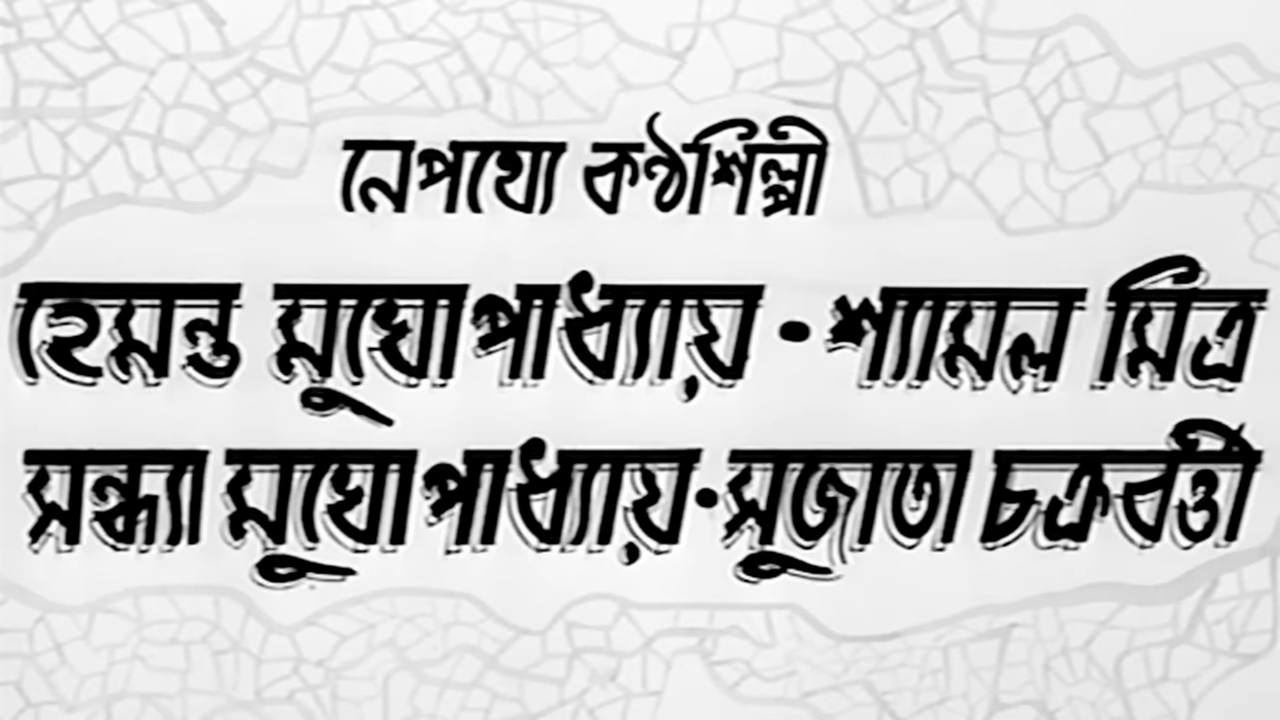 নেপথ্যে কণ্ঠশিল্পী
হেমন্ত মুখোপাধ্যায় • শ্যামল মিত্র
সন্ধ্যা মুখোপাধ্যায় • সুজাতা চক্রবর্ত্তী